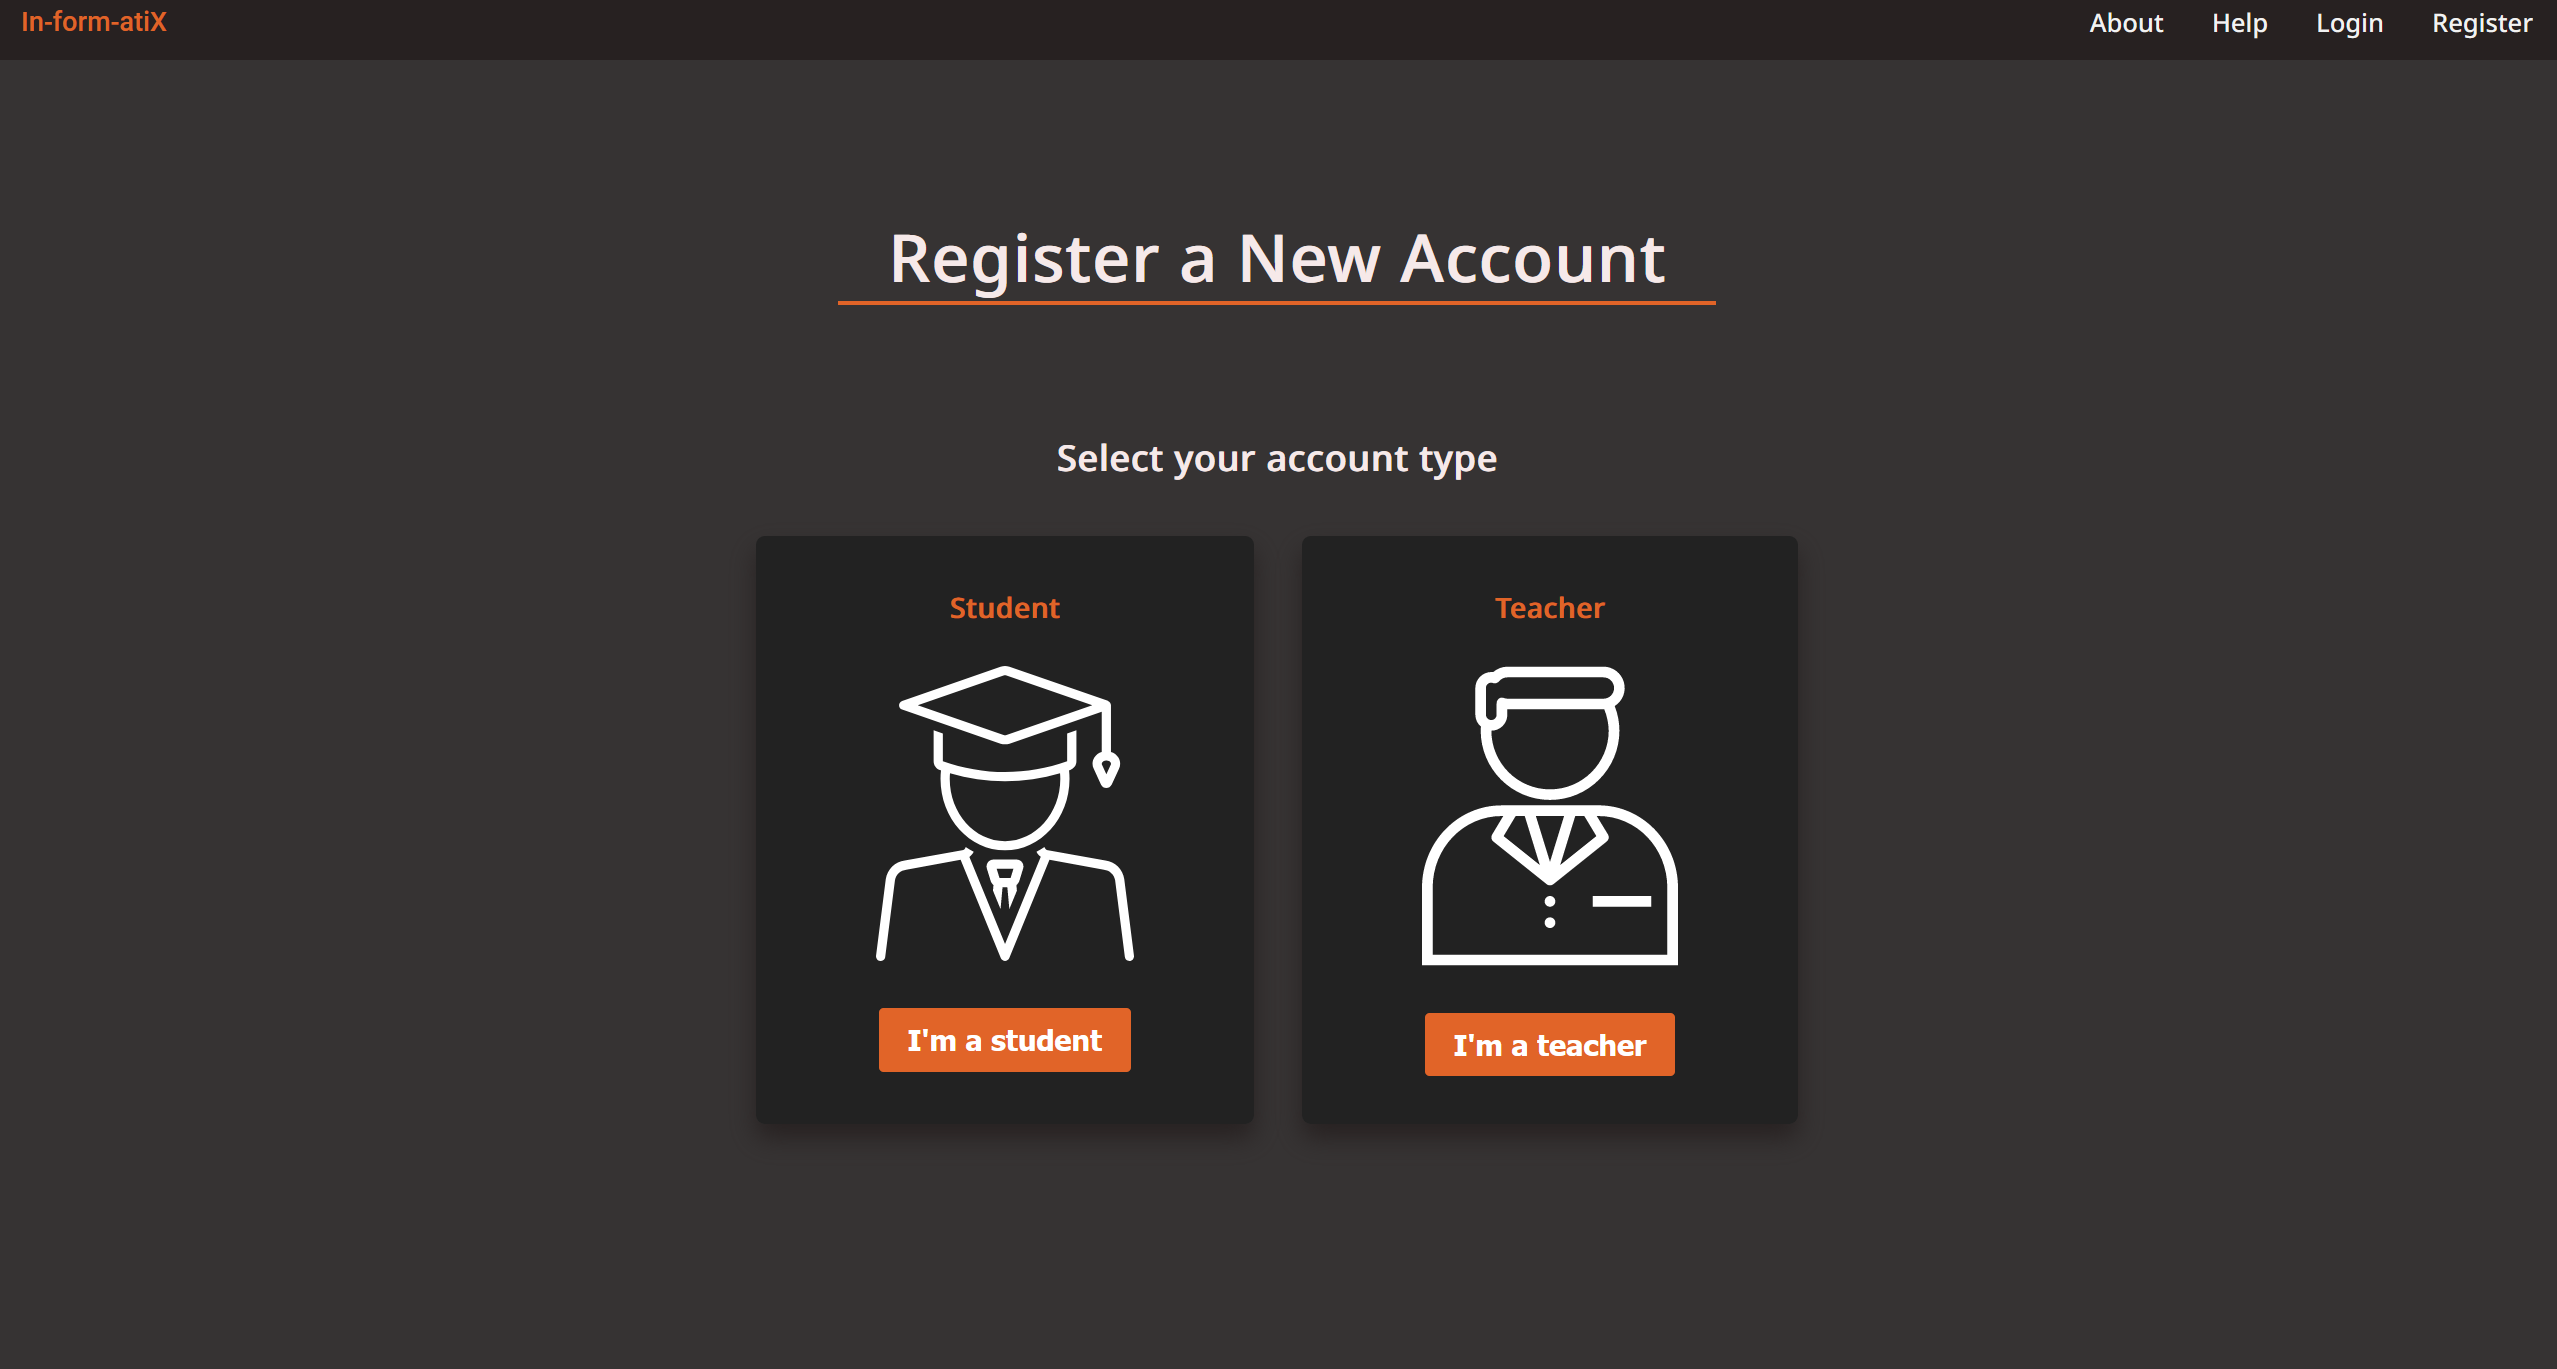 In-form-atiX
About Help Login Register
Register a New Account
Select your account type
Student
Teacher
I'm a student
I'm a teacher